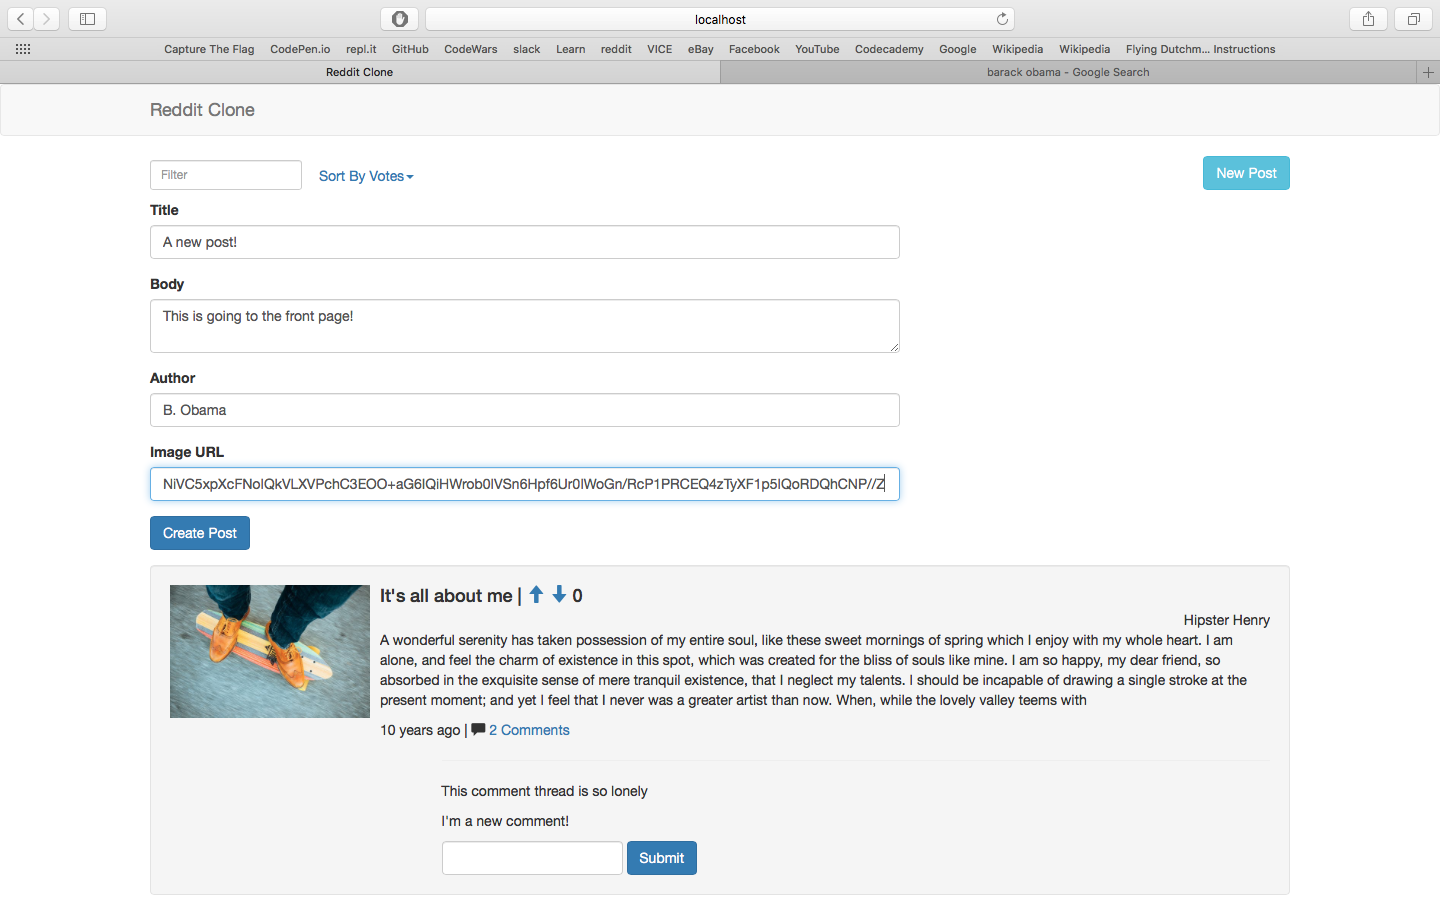 localhost
Capture The Flag CodePen.io repl.it GitHub CodeWars slack Learn reddit VICE eBay Facebook YouTube Codecademy Google Wikipedia Wikipedia Flying Dutchm... Instructions
Reddit Clone
barack obama - Google Search
Reddit Clone
Filter
Sort By Votes
New Post
Title
A new post!
Body
This is going to the front page!
Author
B. Obama
Image URL
Create Post
It's all about me | 0
Hipster Henry
A wonderful serenity has taken possession of my entire soul, like these sweet mornings of spring which I enjoy with my whole heart. I am
alone, and feel the charm of existence in this spot, which was created for the bliss of souls like mine. I am so happy, my dear friend, so
absorbed in the exquisite sense of mere tranquil existence, that I neglect my talents. I should be incapable of drawing a single stroke at the
present moment; and yet I feel that I never was a greater artist than now. When, while the lovely valley teems with
10 years ago | 2 Comments
This comment thread is so lonely
I'm a new comment!
Submit